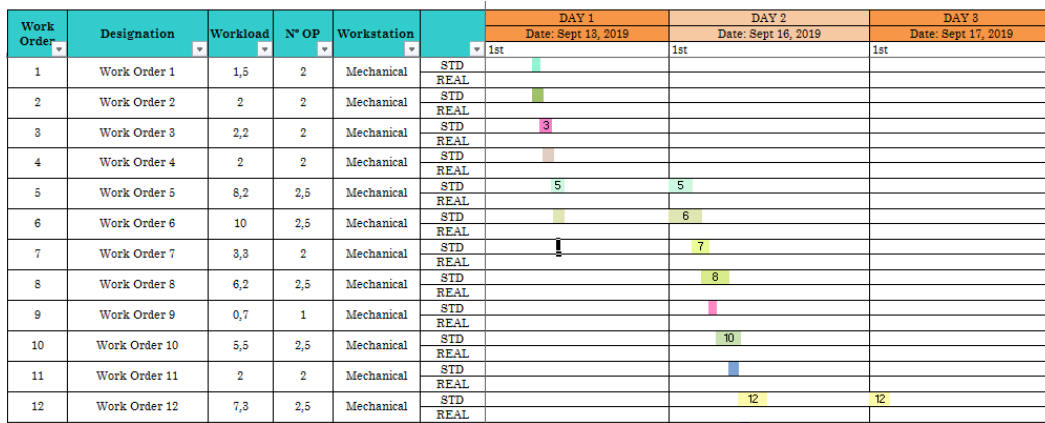 Work Order Designation Workload N° OP Workstation DAY 1 DAY 2 DAY 3
Date: Sept 13, 2019 Date: Sept 16, 2019 Date: Sept 17, 2019
1st 1st 1st
1 Work Order 1 1,5 2 Mechanical STD
REAL
2 Work Order 2 2 2 Mechanical STD
REAL
3 Work Order 3 2,2 2 Mechanical STD 3
REAL
4 Work Order 4 2 2 Mechanical STD
REAL
5 Work Order 5 8,2 2,5 Mechanical STD 5 5
REAL
6 Work Order 6 10 2,5 Mechanical STD 6
REAL
7 Work Order 7 3,3 2 Mechanical STD 7
REAL
8 Work Order 8 6,2 2,5 Mechanical STD 8
REAL
9 Work Order 9 0,7 1 Mechanical STD
REAL
10 Work Order 10 5,5 2,5 Mechanical STD 10
REAL
11 Work Order 11 2 2 Mechanical STD
REAL
12 Work Order 12 7,3 2,5 Mechanical STD 12 12
REAL